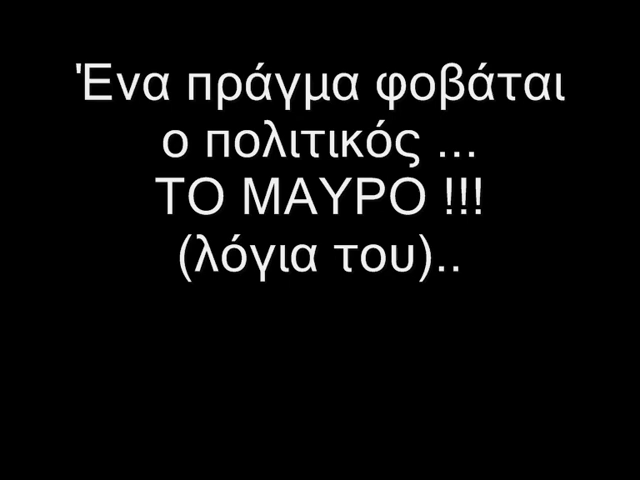 Ένα πράγμα φοβάται
ο πολιτικός ...
ΤΟ ΜΑΥΡΟ !!!
(λόγια του)..